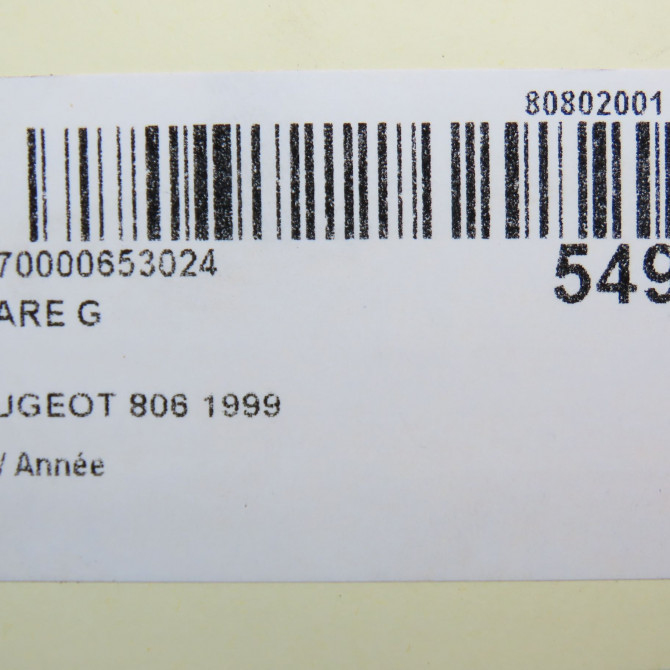 80802001
70000653024
549
ARE G
UGEOT 806 1999
/ Année